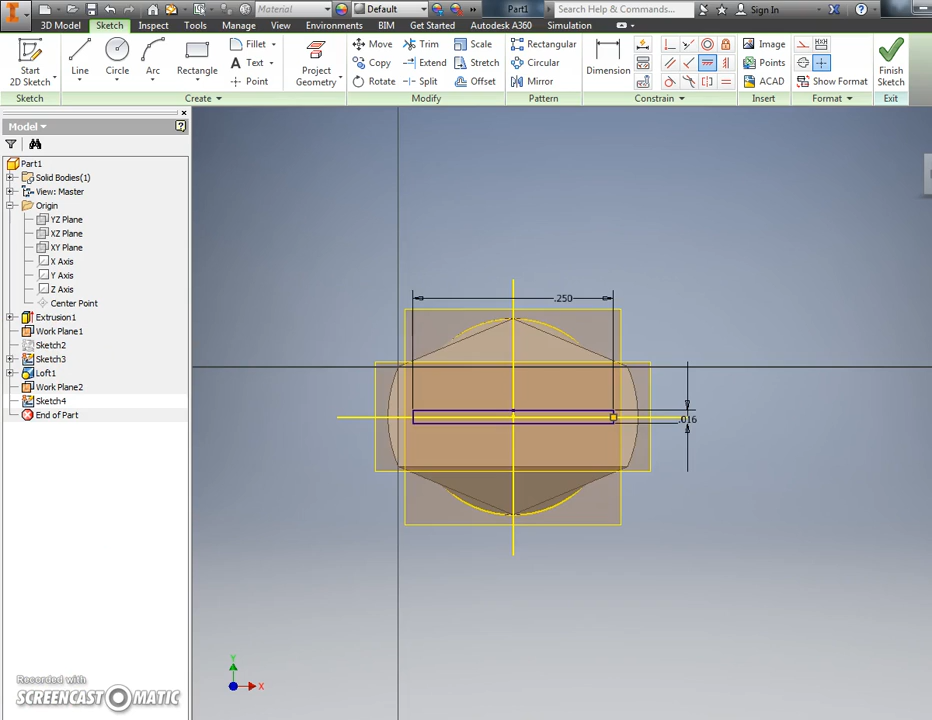 Material Default Part1 Search Help & Commands... Sign In
3D Model Sketch Inspect Tools Manage View Environments BIM Get Started Autodesk A360 Simulation
Start 2D Sketch
Line
Circle
Arc
Rectangle
Fillet
Text
Point
Project Geometry
Move
Copy
Rotate
Trim
Extend
Split
Scale
Stretch
Offset
Rectangular
Circular
Mirror
Dimension
Image
Points
ACAD
Show Format
Finish Sketch
Sketch Create Modify Pattern Constrain Insert Format Exit
Model
Part1
Solid Bodies(1)
View: Master
Origin
YZ Plane
XZ Plane
XY Plane
X Axis
Y Axis
Z Axis
Center Point
Extrusion1
Work Plane1
Sketch2
Sketch3
Loft1
Work Plane2
Sketch4
End of Part
.250
.016
Y
X
Recorded with
SCREENCAST MATIC